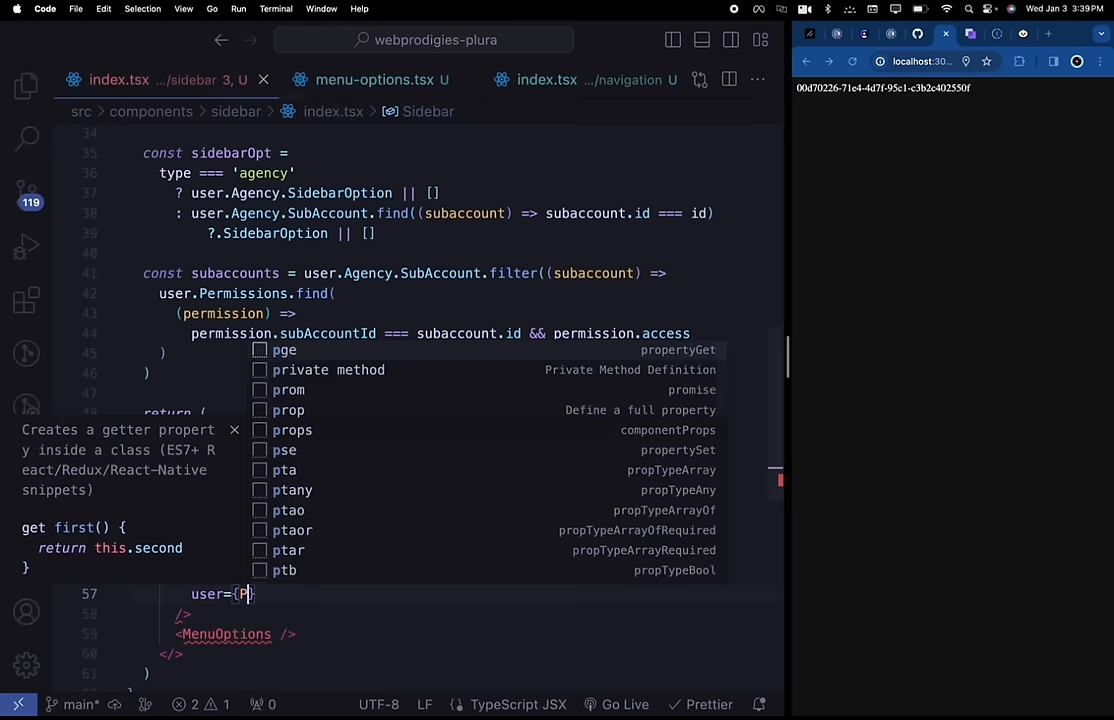 Code File Edit Selection View Go Run Terminal Window Help
Wed Jan 3 3:39 PM
webprodigies-plura
index.tsx .../sidebar 3, U
menu-options.tsx U
index.tsx .../navigation U
localhost:30...
src > components > sidebar > index.tsx > Sidebar
00d70226-71e4-4d7f-95c1-c3b2c402550f
119
34
35 const sidebarOpt =
36 type === 'agency'
37 ? user.Agency.SidebarOption || []
38 : user.Agency.SubAccount.find((subaccount) => subaccount.id === id)
39 ?.SidebarOption || []
40
41 const subaccounts = user.Agency.SubAccount.filter((subaccount) =>
42 user.Permissions.find(
43 (permission) =>
44 permission.subAccountId === subaccount.id && permission.access
45 )
46 )
47
return (
pge propertyGet
private method Private Method Definition
prom promise
prop Define a full property
props componentProps
pse propertySet
pta propTypeArray
ptany propTypeAny
ptao propTypeArrayOf
ptaor propTypeArrayOfRequired
ptar propTypeArrayRequired
ptb propTypeBool
Creates a getter propert
y inside a class (ES7+ R
eact/Redux/React-Native
snippets)
get first() {
return this.second
}
57 user={P}
58 />
59 <MenuOptions />
60 </>
61 )
main* 2 1 0 UTF-8 LF TypeScript JSX Go Live Prettier